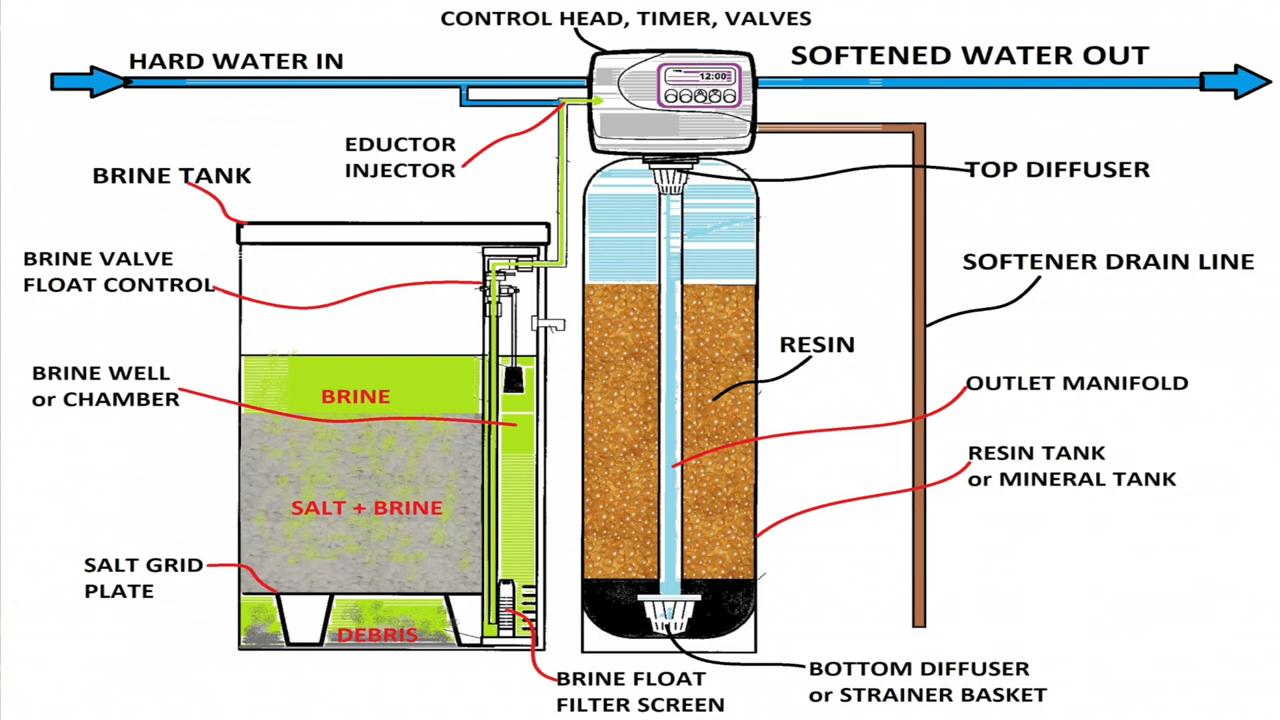 CONTROL HEAD, TIMER, VALVES
HARD WATER IN
SOFTENED WATER OUT
12:00
EDUCTOR
INJECTOR
BRINE TANK
TOP DIFFUSER
BRINE VALVE
FLOAT CONTROL
SOFTENER DRAIN LINE
RESIN
BRINE WELL
or CHAMBER
BRINE
OUTLET MANIFOLD
RESIN TANK
or MINERAL TANK
SALT + BRINE
SALT GRID
PLATE
DEBRIS
BRINE FLOAT
FILTER SCREEN
BOTTOM DIFFUSER
or STRAINER BASKET